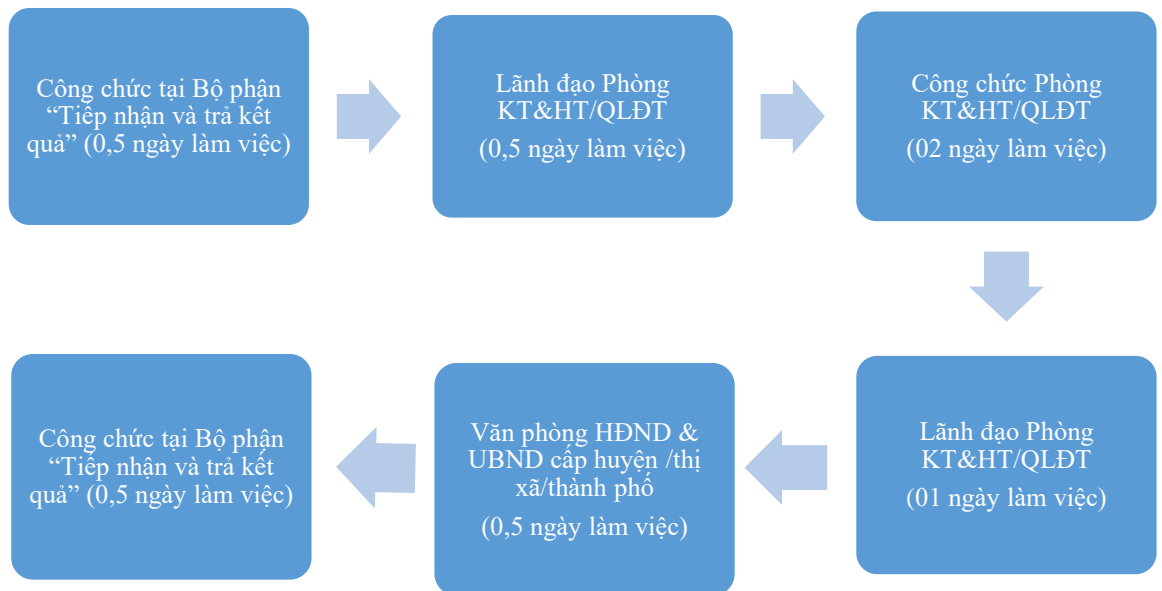 Công chức tại Bộ phận
“Tiếp nhận và trả kết
quả” (0,5 ngày làm việc)
Lãnh đạo Phòng
KT&HT/QLĐT
(0,5 ngày làm việc)
Công chức Phòng
KT&HT/QLĐT
(02 ngày làm việc)
Lãnh đạo Phòng
KT&HT/QLĐT
(01 ngày làm việc)
Văn phòng HĐND &
UBND cấp huyện /thị
xã/thành phố
(0,5 ngày làm việc)
Công chức tại Bộ phận
“Tiếp nhận và trả kết
quả” (0,5 ngày làm việc)